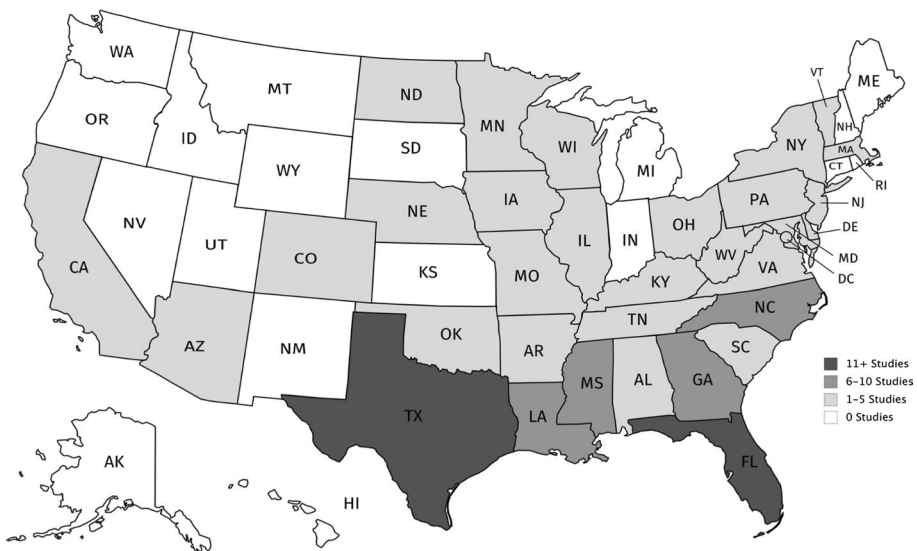 WA
MT
ND
MN
VT
ME
OR
ID
SD
WI
NY
NH
MA
CT
RI
WY
MI
NV
UT
NE
IA
PA
NJ
CA
CO
IL
IN
OH
DE
KS
MO
WV
VA
MD
DC
KY
AZ
NM
OK
TN
NC
AR
SC
MS
AL
GA
TX
LA
FL
AK
HI
11+ Studies
6–10 Studies
1–5 Studies
0 Studies